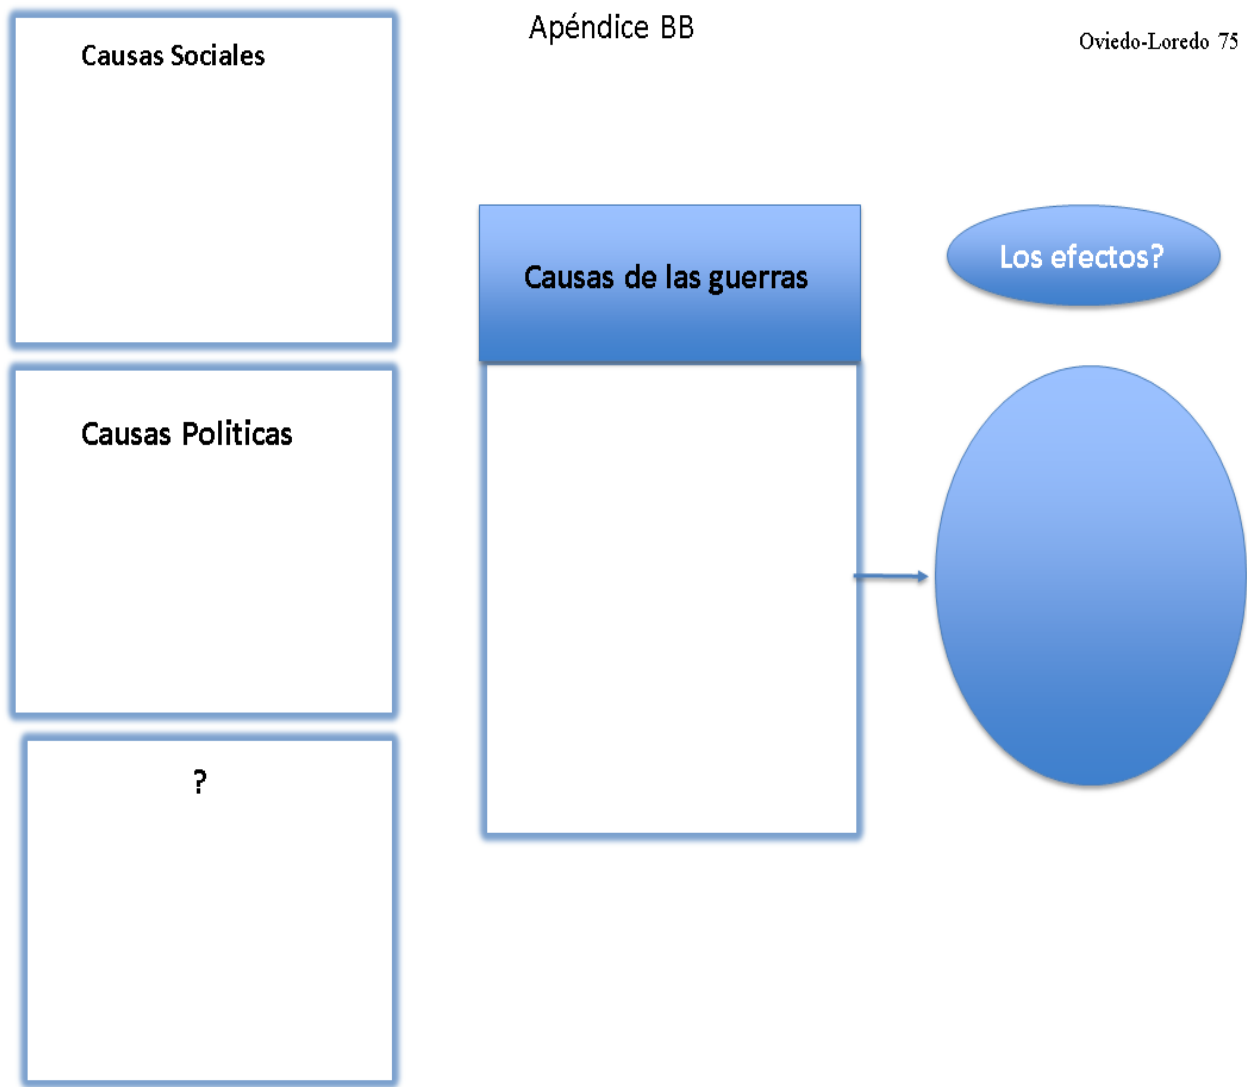 Apéndice BB
Oviedo-Loredo 75
Causas Sociales
Causas Politicas
?
Causas de las guerras
Los efectos?